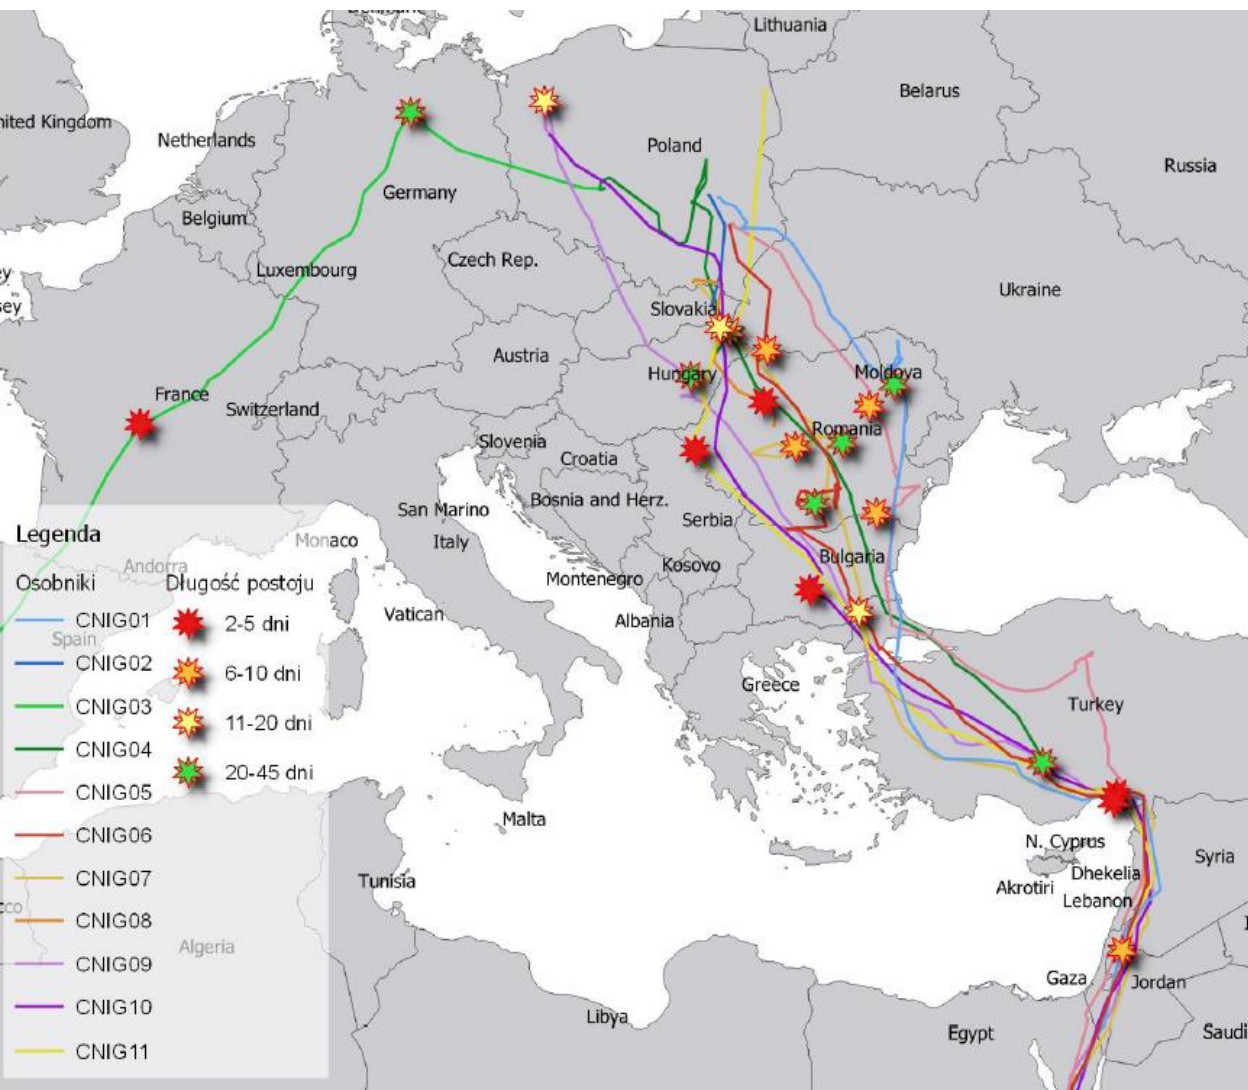 Denmark
Lithuania
Belarus
United Kingdom
Netherlands
Poland
Russia
Germany
Belgium
Czech Rep.
Luxembourg
Ukraine
Slovakia
Austria
Moldova
Hungary
France
Switzerland
Romania
Slovenia
Croatia
Bosnia and Herz.
San Marino
Serbia
Italy
Monaco
Bulgaria
Andorra
Kosovo
Montenegro
Vatican
Albania
Spain
Greece
Turkey
Malta
N. Cyprus
Syria
Dhekelia
Tunisia
Akrotiri
Lebanon
Algeria
Gaza
Jordan
Libya
Egypt
Saudi
Legenda
Osobniki
CNIG01
CNIG02
CNIG03
CNIG04
CNIG05
CNIG06
CNIG07
CNIG08
CNIG09
CNIG10
CNIG11
Długość postoju
2-5 dni
6-10 dni
11-20 dni
20-45 dni